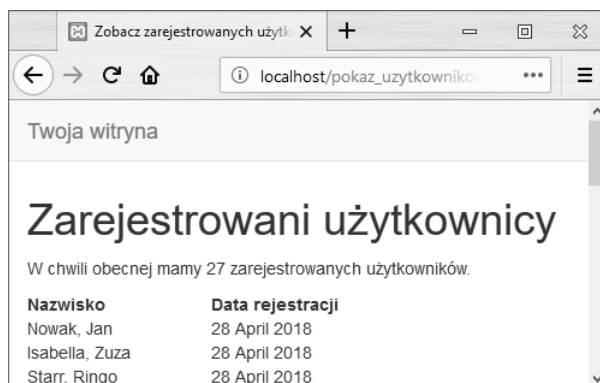 Zobacz zarejestrowanych użytk
localhost/pokaz_uzytkowniko
Twoja witryna
Zarejestrowani użytkownicy
W chwili obecnej mamy 27 zarejestrowanych użytkowników.
Nazwisko Data rejestracji
Nowak, Jan 28 April 2018
Isabella, Zuza 28 April 2018
Starr, Ringo 28 April 2018